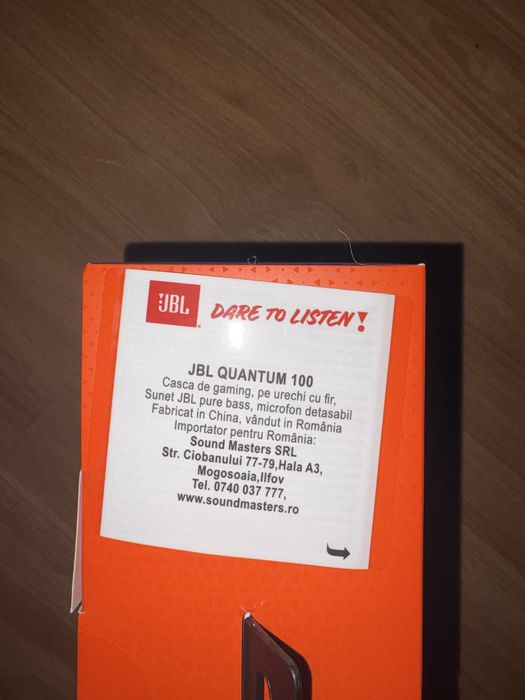 JBL DARE TO LISTEN!
JBL QUANTUM 100
Casca de gaming, pe urechi cu fir,
Sunet JBL pure bass, microfon detasabil
Fabricat in China, vândut in România
Importator pentru România:
Sound Masters SRL
Str. Ciobanului 77-79,Hala A3,
Mogosoaia,Ilfov
Tel. 0740 037 777,
www.soundmasters.ro